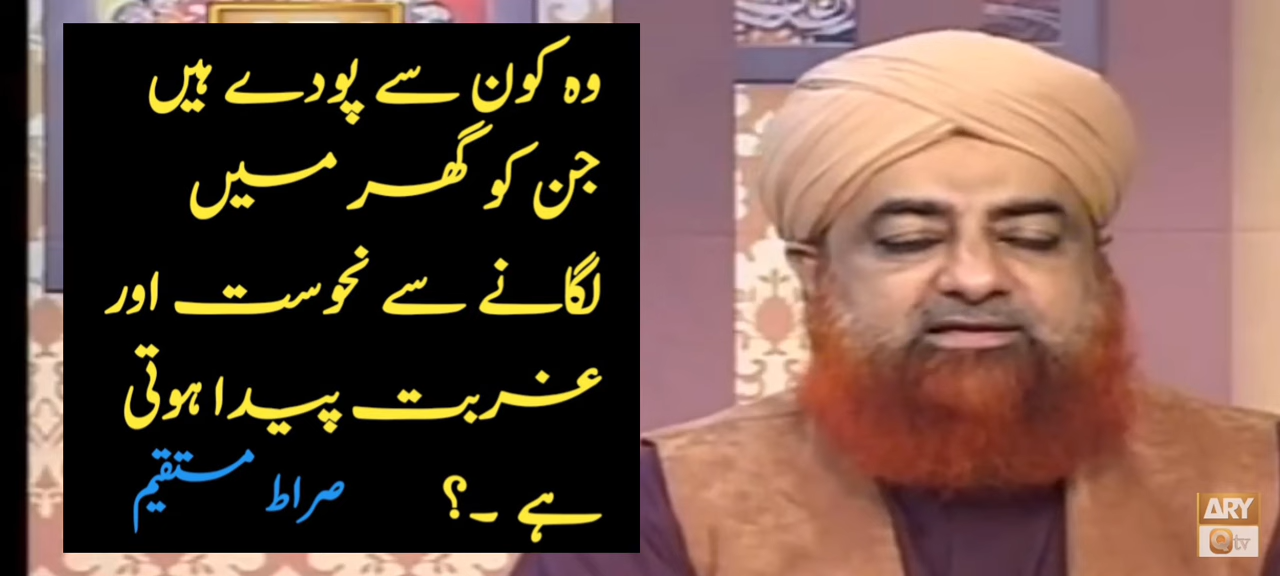 وہ کون سے پودے ہیں
جن کو گھر میں
لگانے سے نحوست اور
غربت پیدا ہوتی
ہے ۔؟
صراط مستقیم
ARY
Qtv